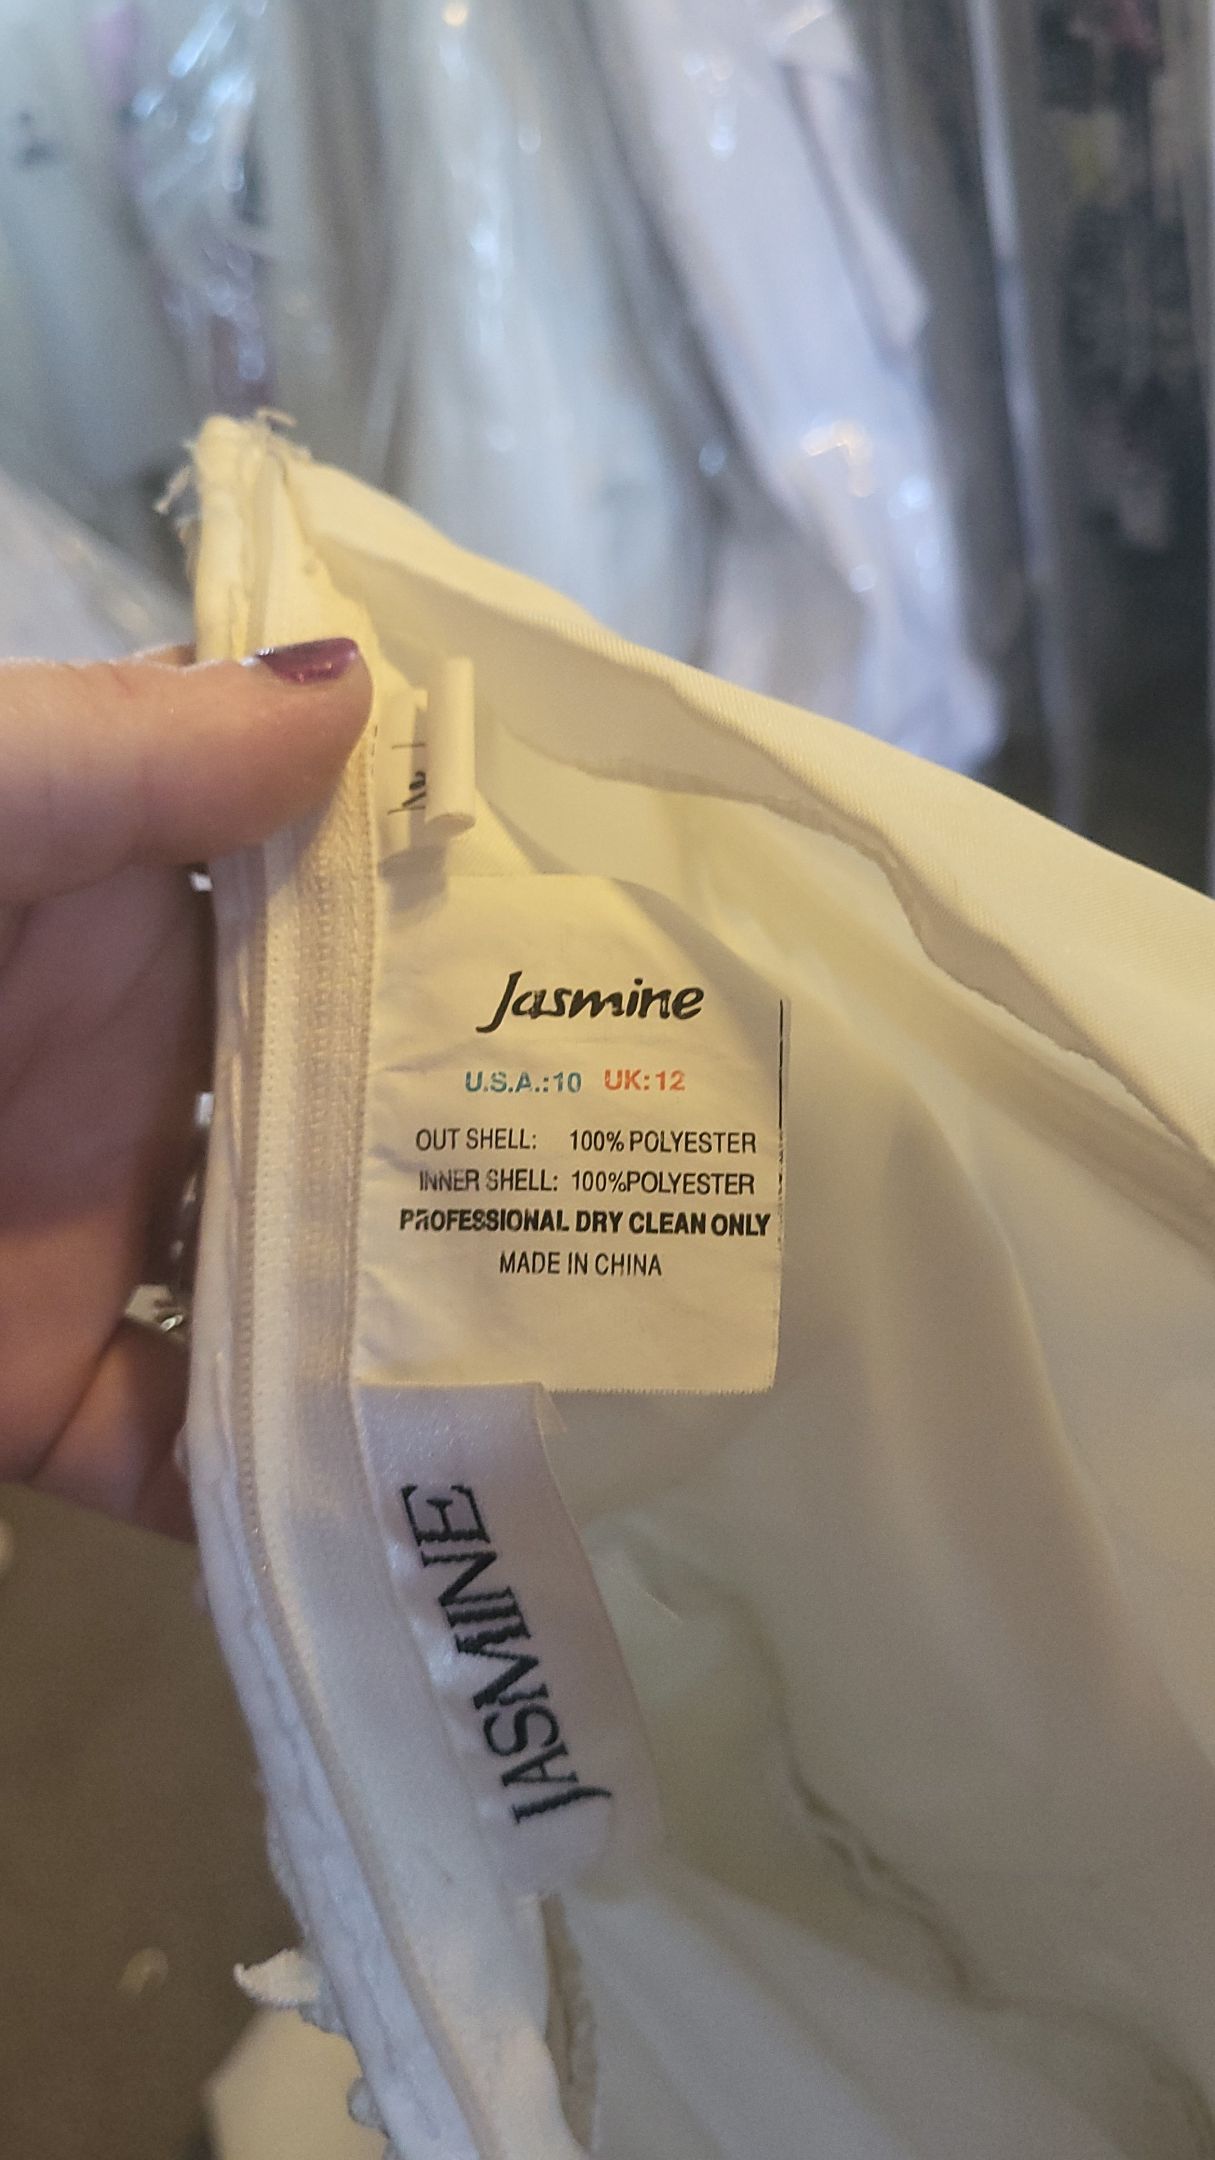 Jasmine
U.S.A.:10 UK:12
OUT SHELL: 100% POLYESTER
INNER SHELL: 100%POLYESTER
PROFESSIONAL DRY CLEAN ONLY
MADE IN CHINA
JASMINE